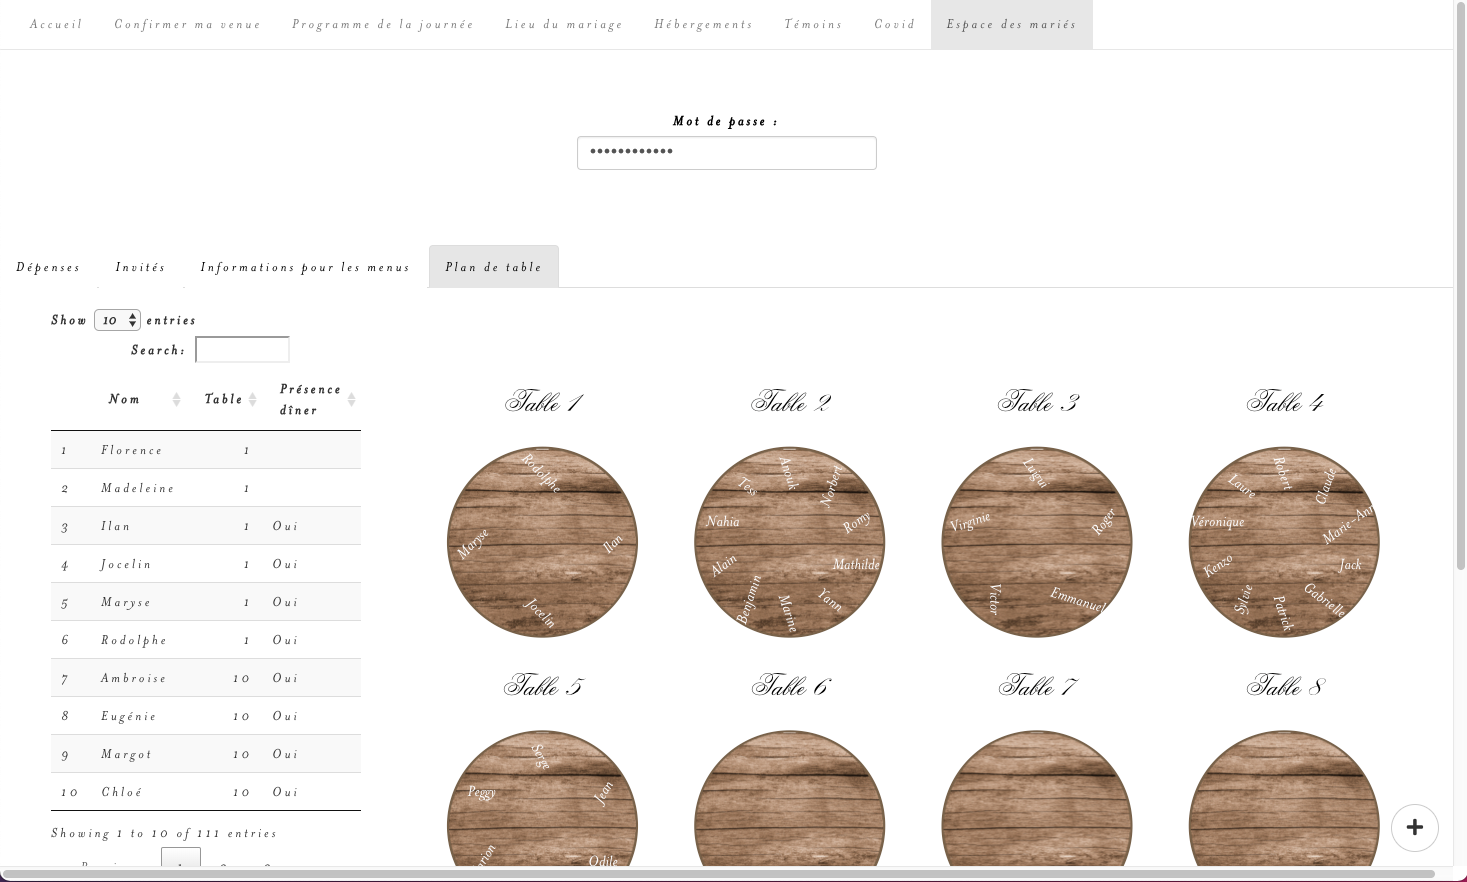 Accueil Confirmer ma venue Programme de la journée Lieu du mariage Hébergements Témoins Covid Espace des mariés
Mot de passe :
Dépenses Invités Informations pour les menus Plan de table
Show 10 entries
Search:
Nom Table Présence dîner
1 Florence 1
2 Madeleine 1
3 Ilan 1 Oui
4 Jocelin 1 Oui
5 Maryse 1 Oui
6 Rodolphe 1 Oui
7 Ambroise 10 Oui
8 Eugénie 10 Oui
9 Margot 10 Oui
10 Chloé 10 Oui
Showing 1 to 10 of 111 entries
Table 1
Rodolphe
Maryse
Ilan
Jocelin
Table 2
Anouk
Norbert
Tess
Nahia
Romy
Alain
Mathilde
Benjamin
Marine
Yann
Table 3
Luigui
Virginie
Roger
Victor
Emmanuel
Table 4
Robert
Claude
Laure
Véronique
Marie-Ann
Kenzo
Jack
Sylvie
Patrick
Gabrielle
Table 5
Serge
Peggy
Jean
Odile
Table 6
Table 7
Table 8